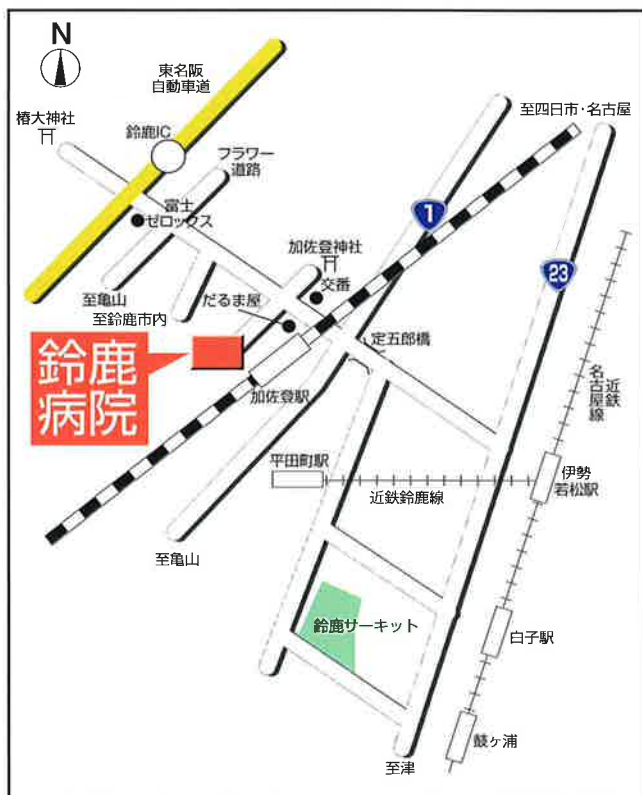 N
東名阪
自動車道
至四日市・名古屋
椿大神社
鈴鹿IC
フラワー
道路
富士
ゼロックス
1
加佐登神社
交番
23
至亀山
だるま屋
至鈴鹿市内
定五郎橋
鈴鹿
病院
近鉄
名古屋線
加佐登駅
平田町駅
近鉄鈴鹿線
伊勢
若松駅
至亀山
鈴鹿サーキット
白子駅
鼓ヶ浦
至津